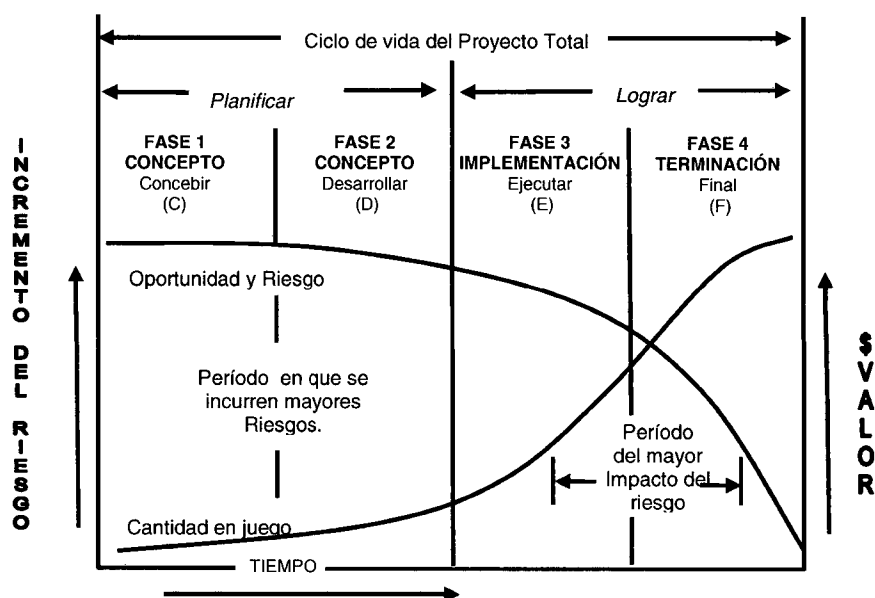 Ciclo de vida del Proyecto Total
Planificar
Lograr
FASE 1
CONCEPTO
Concebir
(C)
FASE 2
CONCEPTO
Desarrollar
(D)
FASE 3
IMPLEMENTACIÓN
Ejecutar
(E)
FASE 4
TERMINACIÓN
Final
(F)
INCREMENTO DEL RIESGO
Oportunidad y Riesgo
Período en que se
incurren mayores
Riesgos.
Período
del mayor
Impacto del
riesgo
$VALOR
Cantidad en juego
TIEMPO